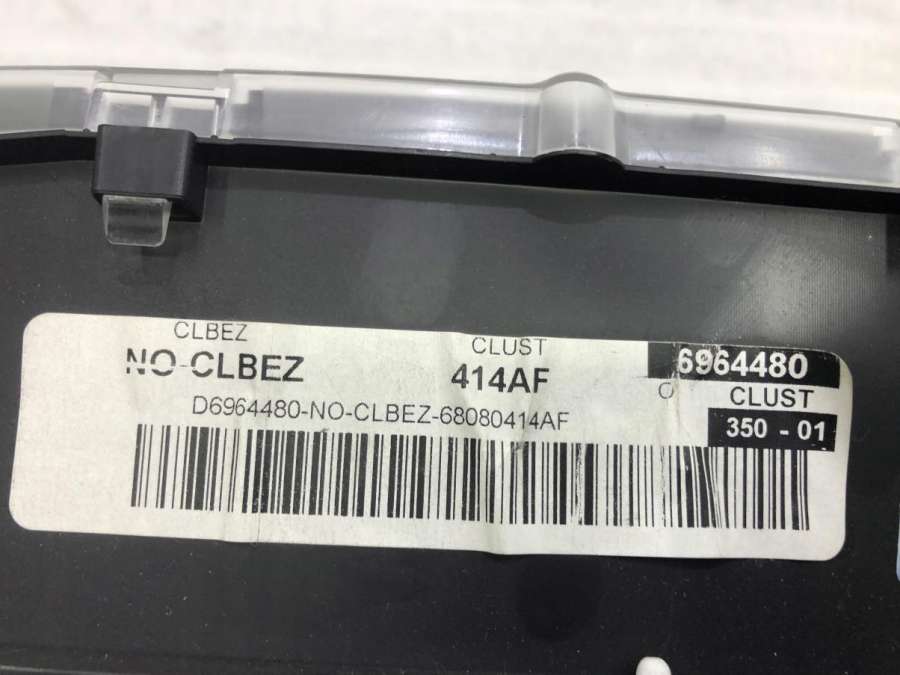 CLBEZ CLUST 6964480
NO-CLBEZ 414AF O CLUST
D6964480-NO-CLBEZ-68080414AF 350 - 01